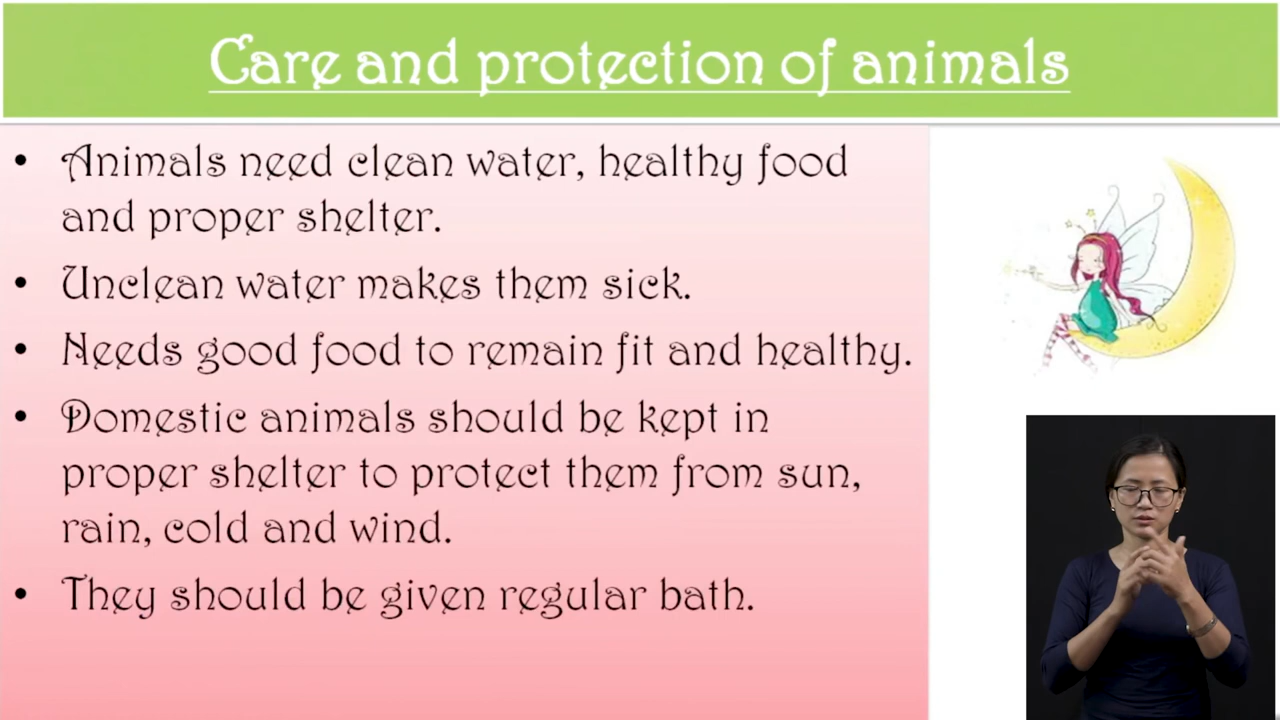 Care and protection of animals
• Animals need clean water, healthy food
and proper shelter.
• Unclean water makes them sick.
• Needs good food to remain fit and healthy.
• Domestic animals should be kept in
proper shelter to protect them from sun,
rain, cold and wind.
• They should be given regular bath.